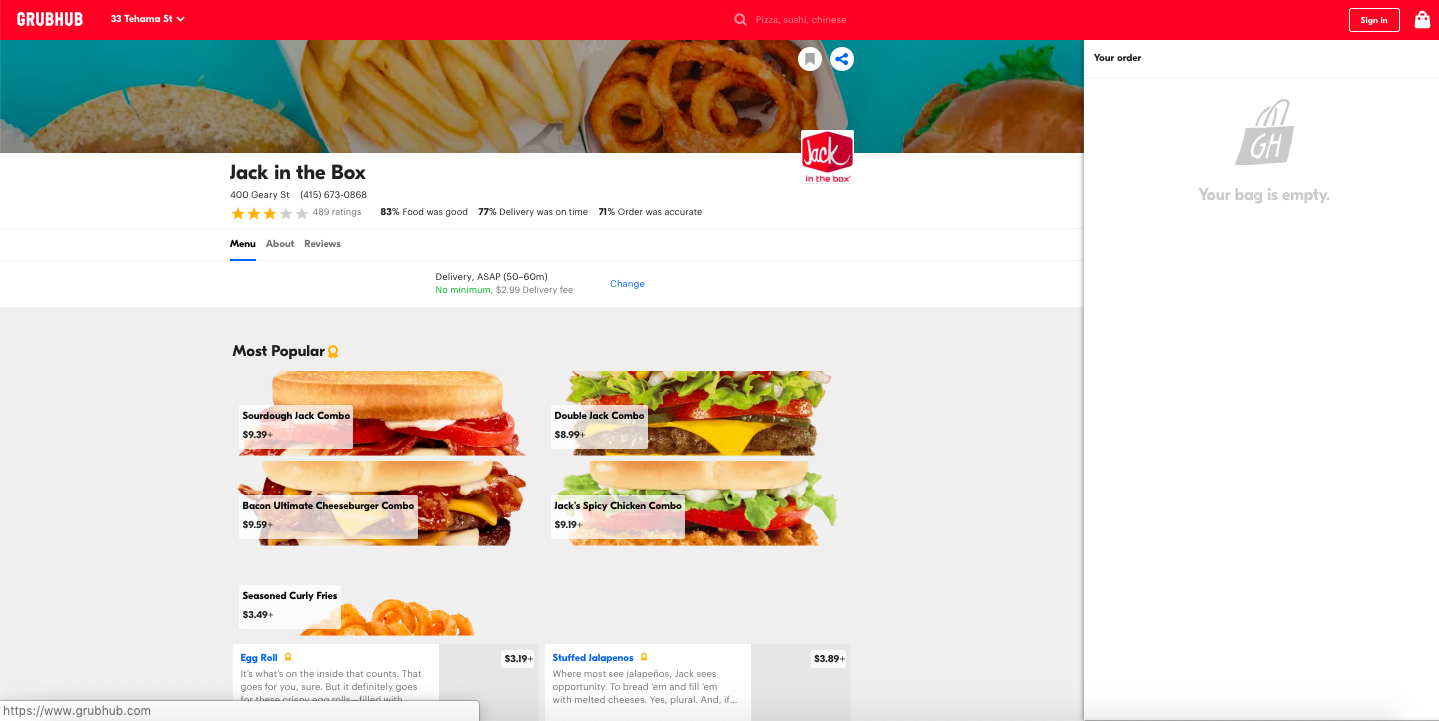 GRUBHUB
33 Tehama St
Pizza, sushi, chinese
Sign in
Your order
GH
Your bag is empty.
Jack
in the box
Jack in the Box
400 Geary St (415) 673-0868
489 ratings 83% Food was good 77% Delivery was on time 71% Order was accurate
Menu About Reviews
Delivery, ASAP (50–60m)
No minimum, $2.99 Delivery fee
Change
Most Popular
Sourdough Jack Combo
$9.39+
Double Jack Combo
$8.99+
Bacon Ultimate Cheeseburger Combo
$9.59+
Jack's Spicy Chicken Combo
$9.19+
Seasoned Curly Fries
$3.49+
Egg Roll
$3.19+
It's what's on the inside that counts. That
goes for you, sure. But it definitely goes
for these crispy egg rolls—filled with
Stuffed Jalapenos
$3.89+
Where most see jalapeños, Jack sees
opportunity. To bread 'em and fill 'em
with melted cheeses. Yes, plural. And, if...
https://www.grubhub.com